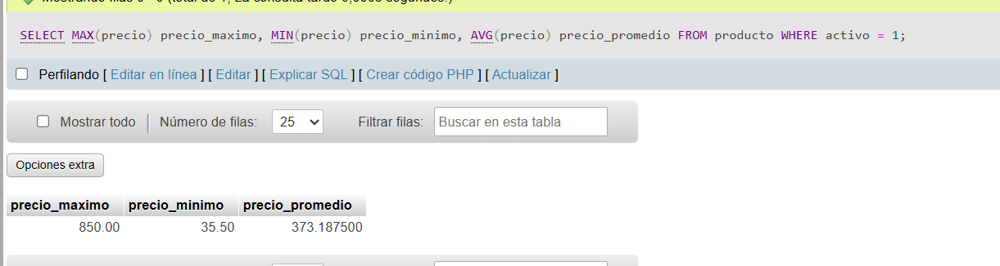 Mostrando filas 0 - 0 (total de 1, La consulta tardó
segundos.)
SELECT MAX(precio) precio_maximo, MIN(precio) precio_minimo, AVG(precio) precio_promedio FROM producto WHERE activo = 1;
Perfilando [ Editar en línea ] [ Editar ] [ Explicar SQL ] [ Crear código PHP ] [ Actualizar ]
Mostrar todo | Número de filas: 25 Filtrar filas: Buscar en esta tabla
Opciones extra
precio_maximo precio_minimo precio_promedio
850.00 35.50 373.187500